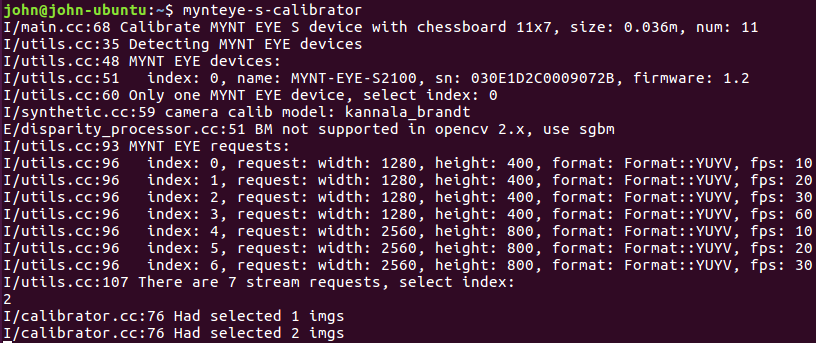 john@john-ubuntu:~$ mynteye-s-calibrator
I/main.cc:68 Calibrate MYNT EYE S device with chessboard 11x7, size: 0.036m, num: 11
I/utils.cc:35 Detecting MYNT EYE devices
I/utils.cc:48 MYNT EYE devices:
I/utils.cc:51   index: 0, name: MYNT-EYE-S2100, sn: 030E1D2C0009072B, firmware: 1.2
I/utils.cc:60 Only one MYNT EYE device, select index: 0
I/synthetic.cc:59 camera calib model: kannala_brandt
E/disparity_processor.cc:51 BM not supported in opencv 2.x, use sgbm
I/utils.cc:93 MYNT EYE requests:
I/utils.cc:96   index: 0, request: width: 1280, height: 400, format: Format::YUYV, fps: 10
I/utils.cc:96   index: 1, request: width: 1280, height: 400, format: Format::YUYV, fps: 20
I/utils.cc:96   index: 2, request: width: 1280, height: 400, format: Format::YUYV, fps: 30
I/utils.cc:96   index: 3, request: width: 1280, height: 400, format: Format::YUYV, fps: 60
I/utils.cc:96   index: 4, request: width: 2560, height: 800, format: Format::YUYV, fps: 10
I/utils.cc:96   index: 5, request: width: 2560, height: 800, format: Format::YUYV, fps: 20
I/utils.cc:96   index: 6, request: width: 2560, height: 800, format: Format::YUYV, fps: 30
I/utils.cc:107 There are 7 stream requests, select index:
2
I/calibrator.cc:76 Had selected 1 imgs
I/calibrator.cc:76 Had selected 2 imgs